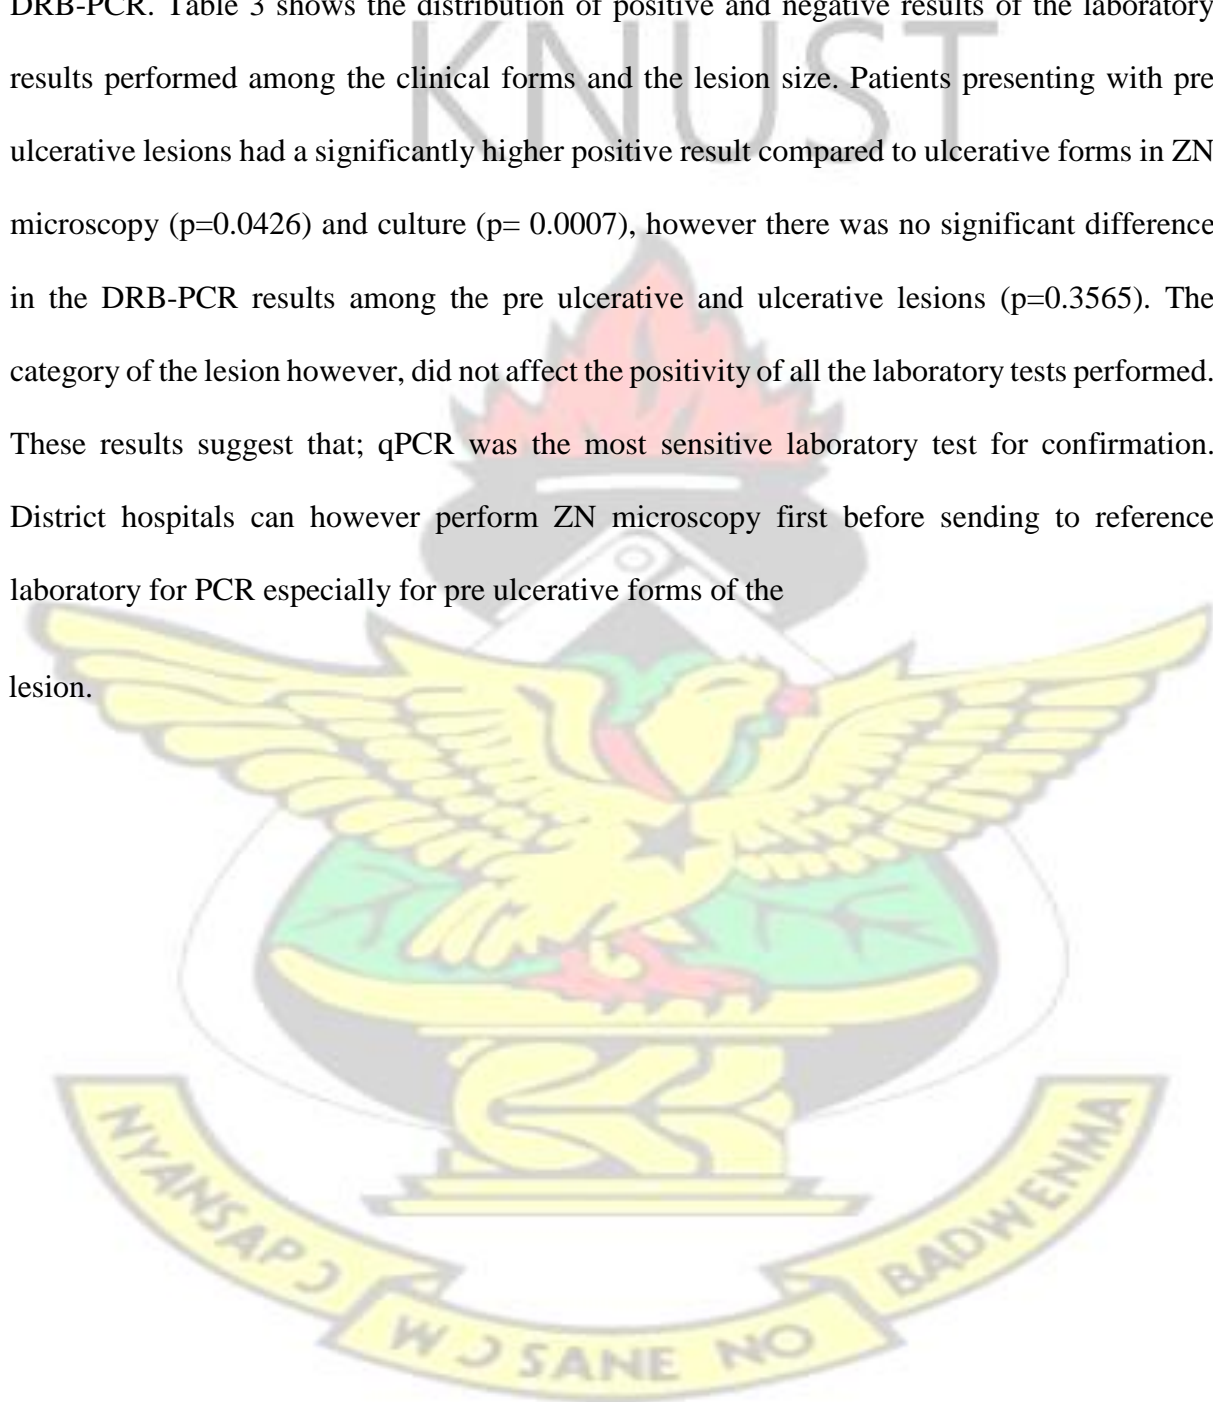 DRB-PCR. Table 3 shows the distribution of positive and negative results of the laboratory
KNUST
results performed among the clinical forms and the lesion size. Patients presenting with pre
ulcerative lesions had a significantly higher positive result compared to ulcerative forms in ZN
microscopy (p=0.0426) and culture (p= 0.0007), however there was no significant difference
in the DRB-PCR results among the pre ulcerative and ulcerative lesions (p=0.3565). The
category of the lesion however, did not affect the positivity of all the laboratory tests performed.
These results suggest that; qPCR was the most sensitive laboratory test for confirmation.
District hospitals can however perform ZN microscopy first before sending to reference
laboratory for PCR especially for pre ulcerative forms of the
lesion.
NYANSAPƆ
WƆ SANE NO
BADWENMA